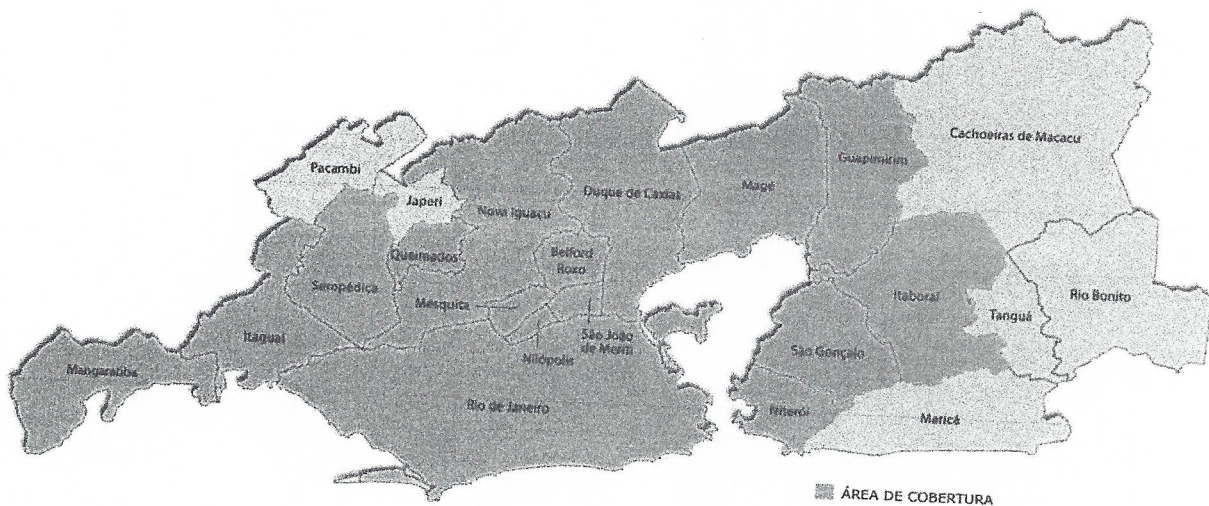 Cachoeiras de Macacu
Pacambi
Guapimirim
Duque de Caxias
Magé
Japeri
Nova Iguaçu
Queimados
Belford
Roxo
Seropédica
Itaboraí
Rio Bonito
Mesquita
Tanguá
Itaguaí
São João
de Meriti
São Gonçalo
Nilópolis
Mangaratiba
Rio de Janeiro
Niterói
Maricá
ÁREA DE COBERTURA